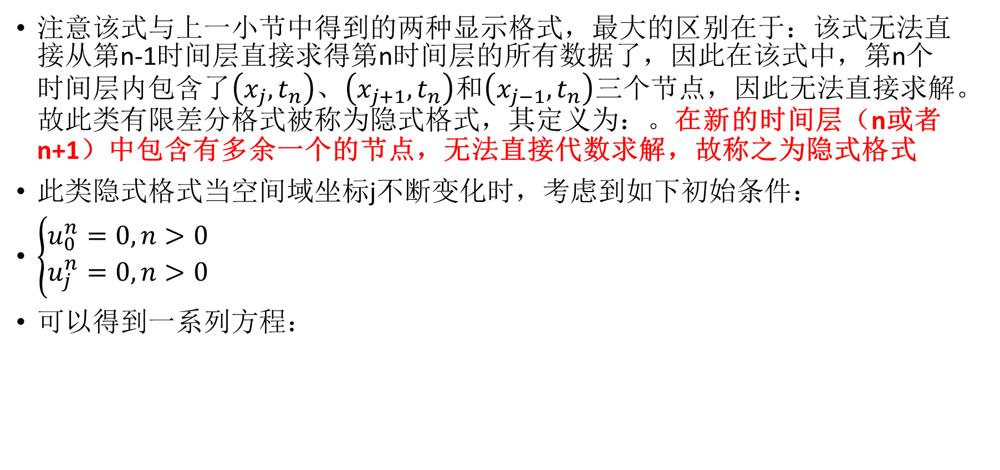 • 注意该式与上一小节中得到的两种显示格式，最大的区别在于：该式无法直
接从第n-1时间层直接求得第n时间层的所有数据了，因此在该式中，第n个
时间层内包含了(x_j, t_n)、(x_{j+1}, t_n)和(x_{j−1}, t_n)三个节点，因此无法直接求解。
故此类有限差分格式被称为隐式格式，其定义为：。在新的时间层（n或者
n+1）中包含有多余一个的节点，无法直接代数求解，故称之为隐式格式
• 此类隐式格式当空间域坐标j不断变化时，考虑到如下初始条件：
• { u_0^n = 0, n > 0
u_j^n = 0, n > 0
• 可以得到一系列方程：